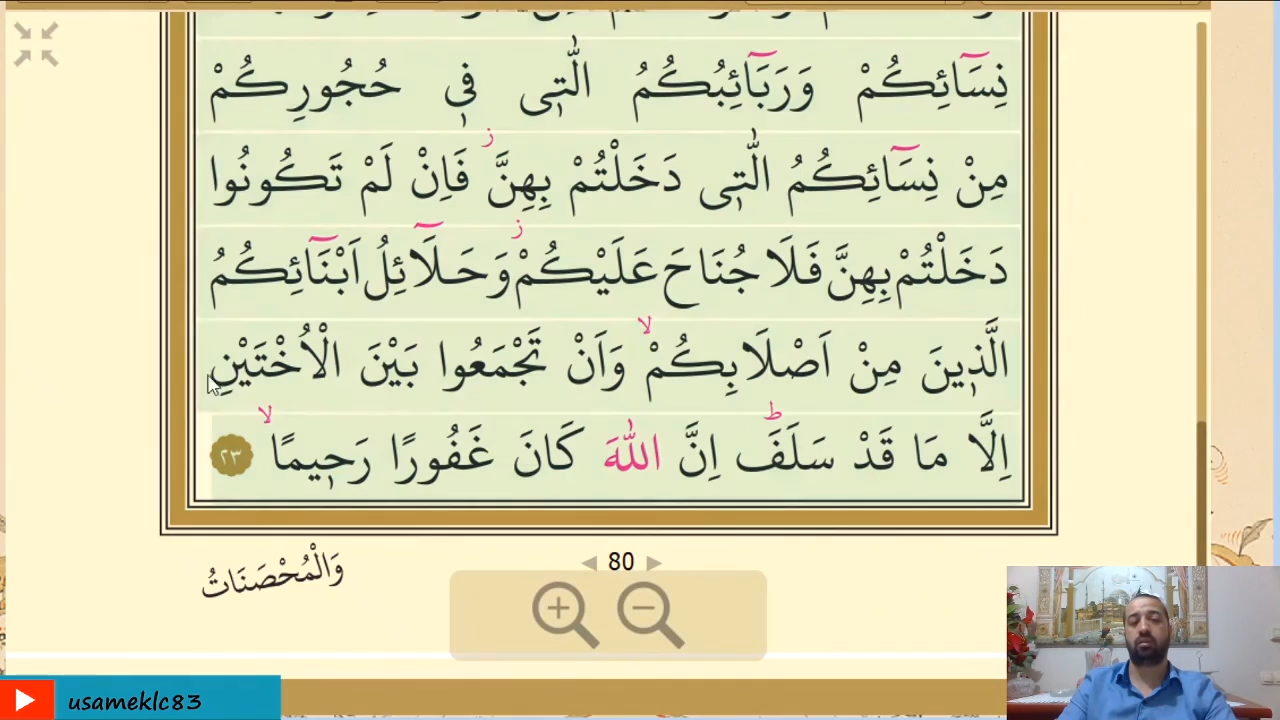 نِسَٓائِكُمْ وَرَبَٓائِبُكُمُ الّٰت۪ى ف۪ى حُجُورِكُمْ
مِنْ نِسَٓائِكُمُ الّٰت۪ى دَخَلْتُمْ بِهِنَّۘ فَاِنْ لَمْ تَكُونُوا
دَخَلْتُمْ بِهِنَّ فَلَا جُنَاحَ عَلَيْكُمْؗ وَحَلَٓائِلُ اَبْنَٓائِكُمُ
الَّذ۪ينَ مِنْ اَصْلَابِكُمْۙ وَاَنْ تَجْمَعُوا بَيْنَ الْاُخْتَيْنِ
اِلَّا مَا قَدْ سَلَفَؕ اِنَّ اللّٰهَ كَانَ غَفُورًا رَح۪يمًاۙ ٢٣
وَالْمُحْصَنَاتُ
80
usameklc83